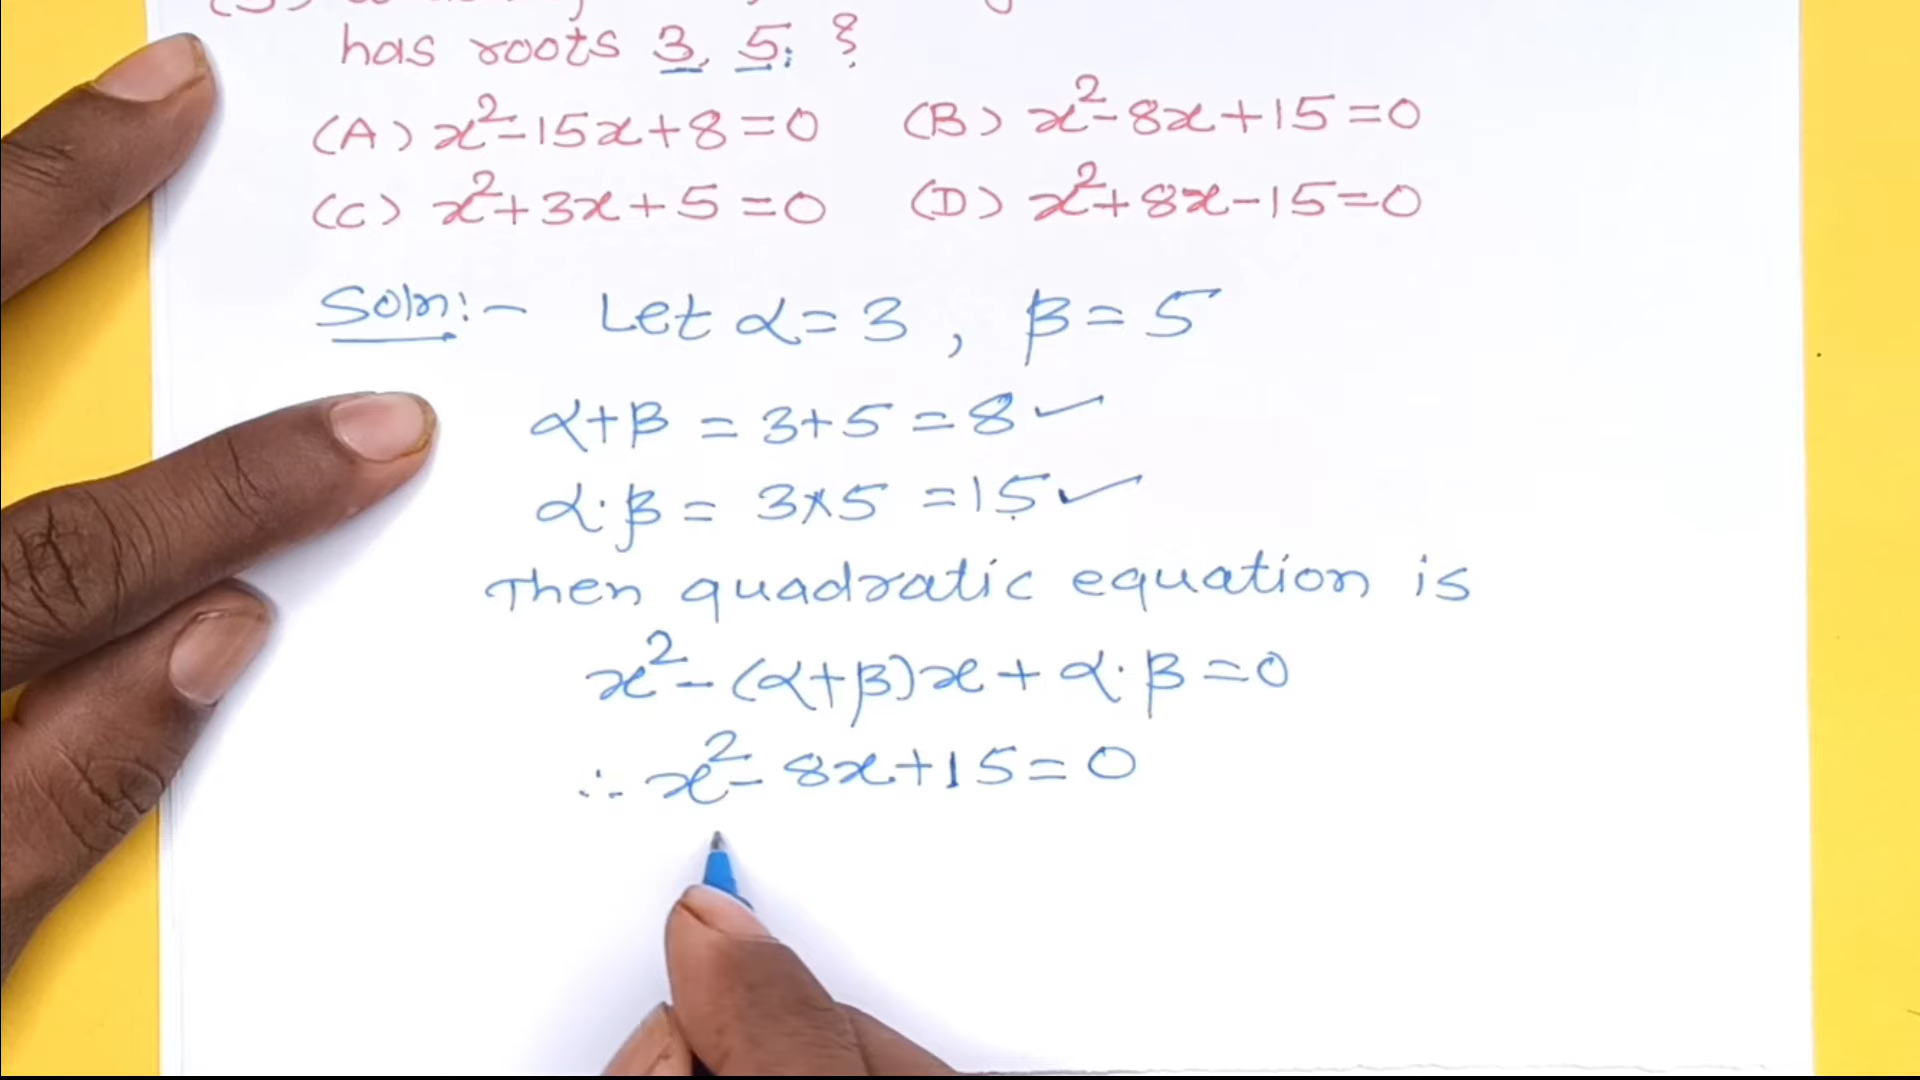 has roots 3, 5; ?
(A) x²-15x+8=0 (B) x²-8x+15=0
(C) x²+3x+5=0 (D) x²+8x-15=0
Soln:- Let α=3, β=5
α+β = 3+5 =8 ✓
α·β = 3×5 =15 ✓
Then quadratic equation is
x²-(α+β)x+α·β=0
∴ x²-8x+15=0